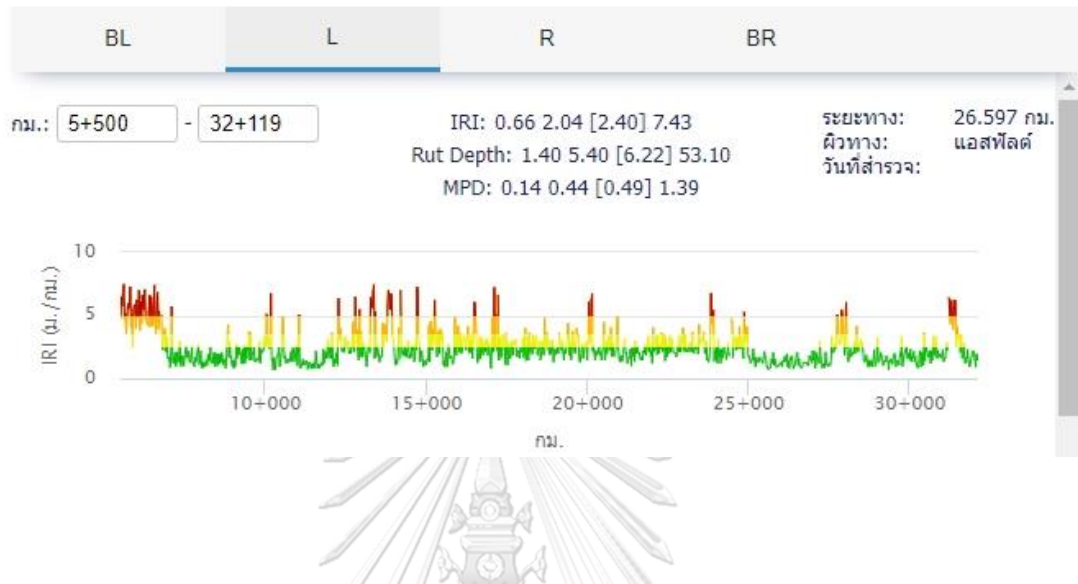 BL L R BR
กม.: 5+500 - 32+119
IRI: 0.66 2.04 [2.40] 7.43
Rut Depth: 1.40 5.40 [6.22] 53.10
MPD: 0.14 0.44 [0.49] 1.39
ระยะทาง: 26.597 กม.
ผิวทาง: แอสฟัลต์
วันที่สำรวจ:
IRI (ม./กม.)
10
5
0
10+000 15+000 20+000 25+000 30+000
กม.